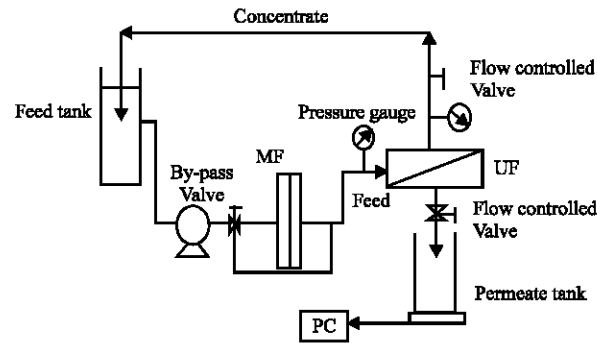 Concentrate
Flow controlled
Valve
Feed tank
Pressure gauge
MF
By-pass
Valve
UF
Feed
Flow controlled
Valve
Permeate tank
PC